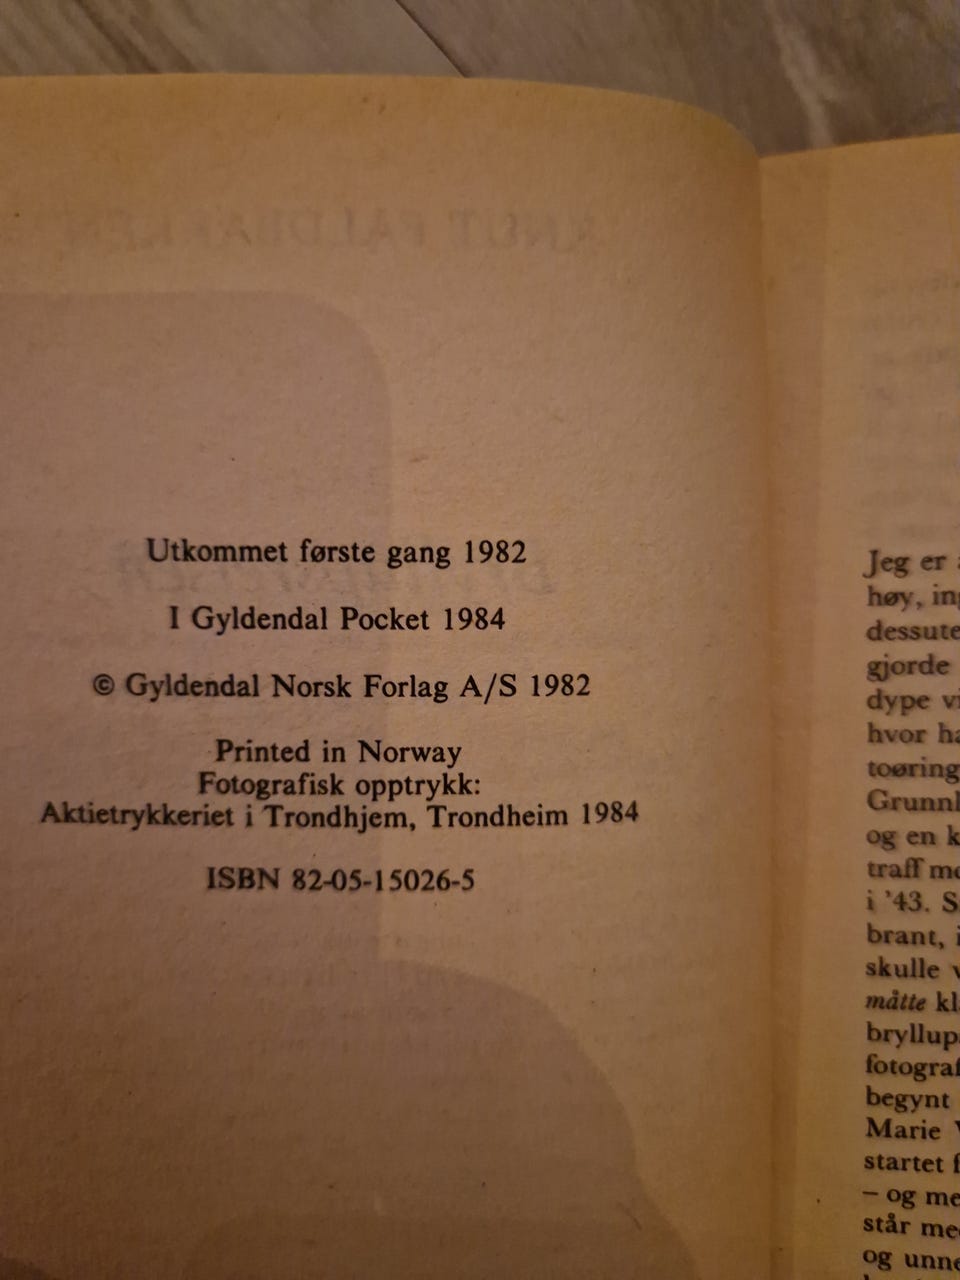 Utkommet første gang 1982
I Gyldendal Pocket 1984
© Gyldendal Norsk Forlag A/S 1982
Printed in Norway
Fotografisk opptrykk:
Aktietrykkeriet i Trondhjem, Trondheim 1984
ISBN 82-05-15026-5
Jeg er
høy,
dessute
gjorde
dype
hvor
toøring
Grunnl
og en
traff
i ’43.
brant,
skulle
måtte
bryllup
fotograf
begynt
Marie
startet
– og
står
og